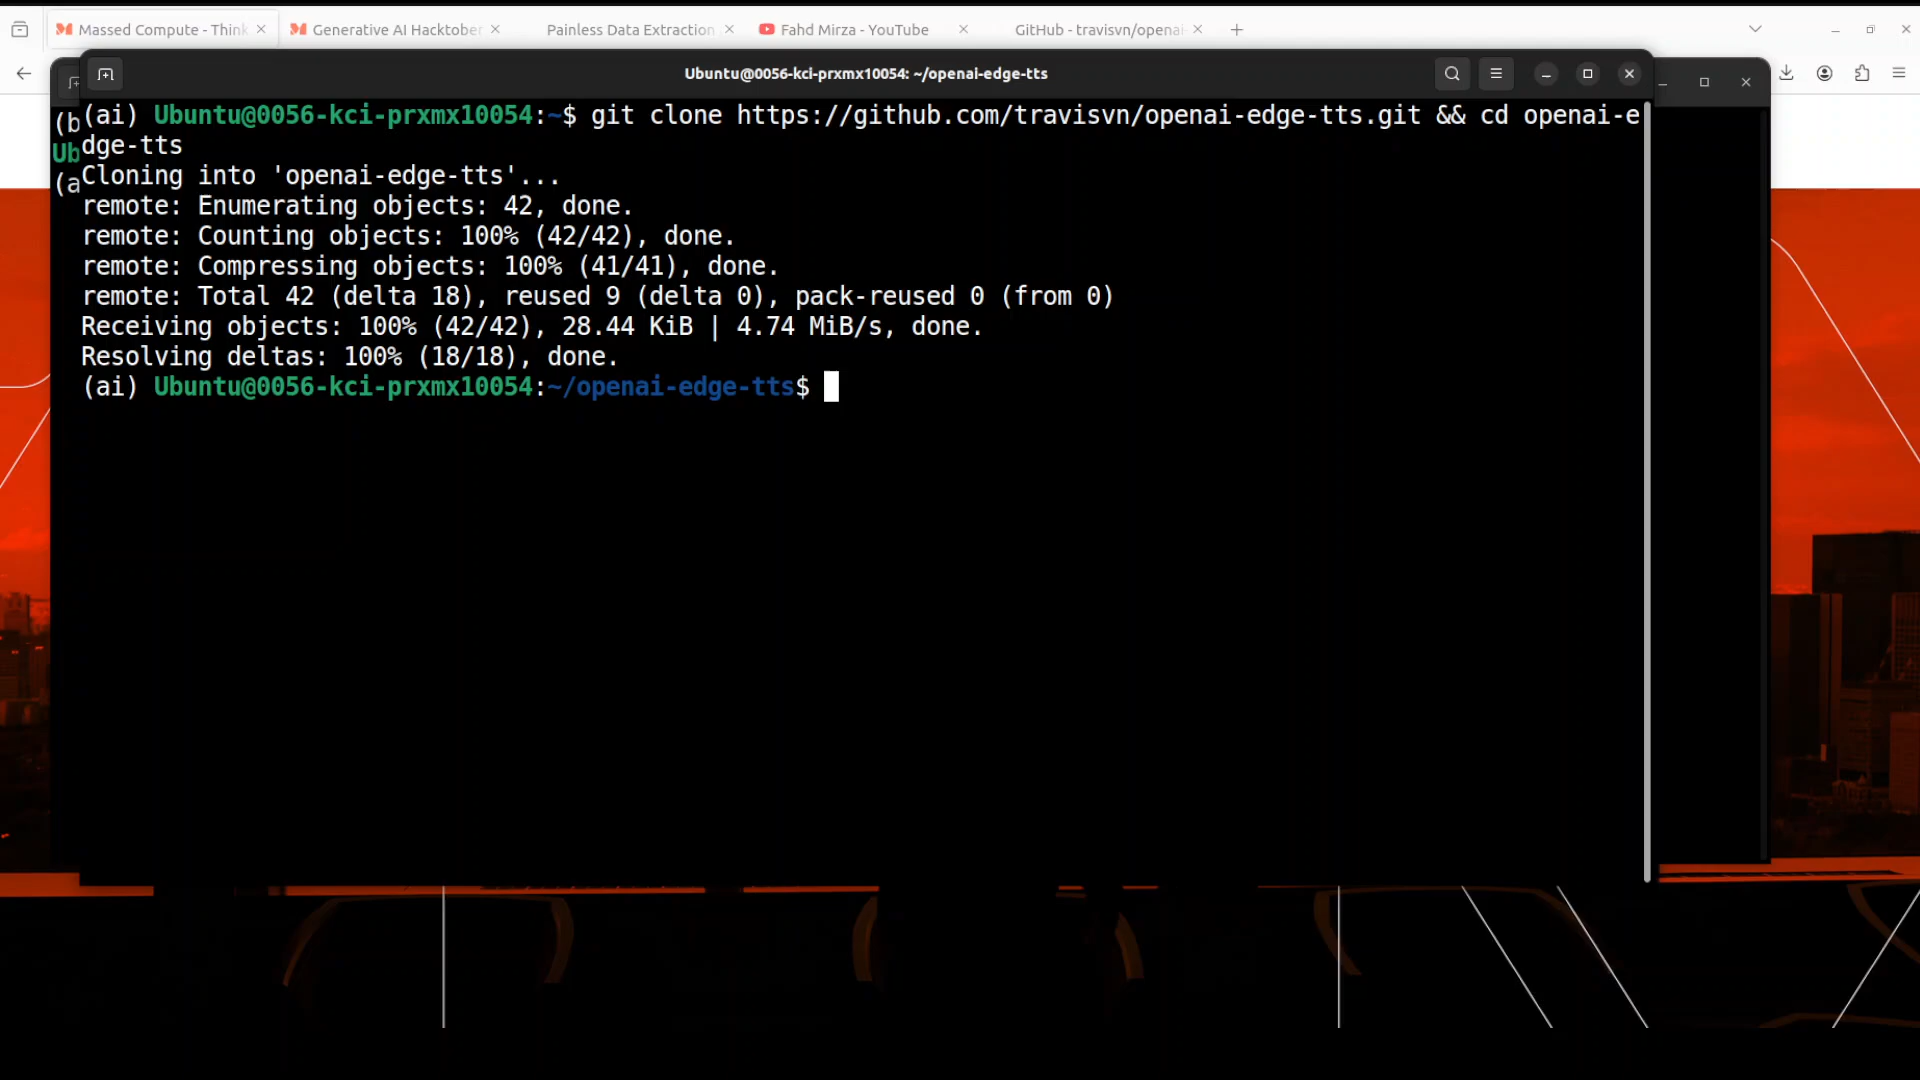 Massed Compute - Think
Generative AI Hacktober
Painless Data Extraction
Fahd Mirza - YouTube
GitHub - travisvn/openai-
Ubuntu@0056-kci-prxmx10054: ~/openai-edge-tts
(b
Ub
(a
(ai) Ubuntu@0056-kci-prxmx10054:~$ git clone https://github.com/travisvn/openai-edge-tts.git && cd openai-e
dge-tts
Cloning into 'openai-edge-tts'...
remote: Enumerating objects: 42, done.
remote: Counting objects: 100% (42/42), done.
remote: Compressing objects: 100% (41/41), done.
remote: Total 42 (delta 18), reused 9 (delta 0), pack-reused 0 (from 0)
Receiving objects: 100% (42/42), 28.44 KiB | 4.74 MiB/s, done.
Resolving deltas: 100% (18/18), done.
(ai) Ubuntu@0056-kci-prxmx10054:~/openai-edge-tts$